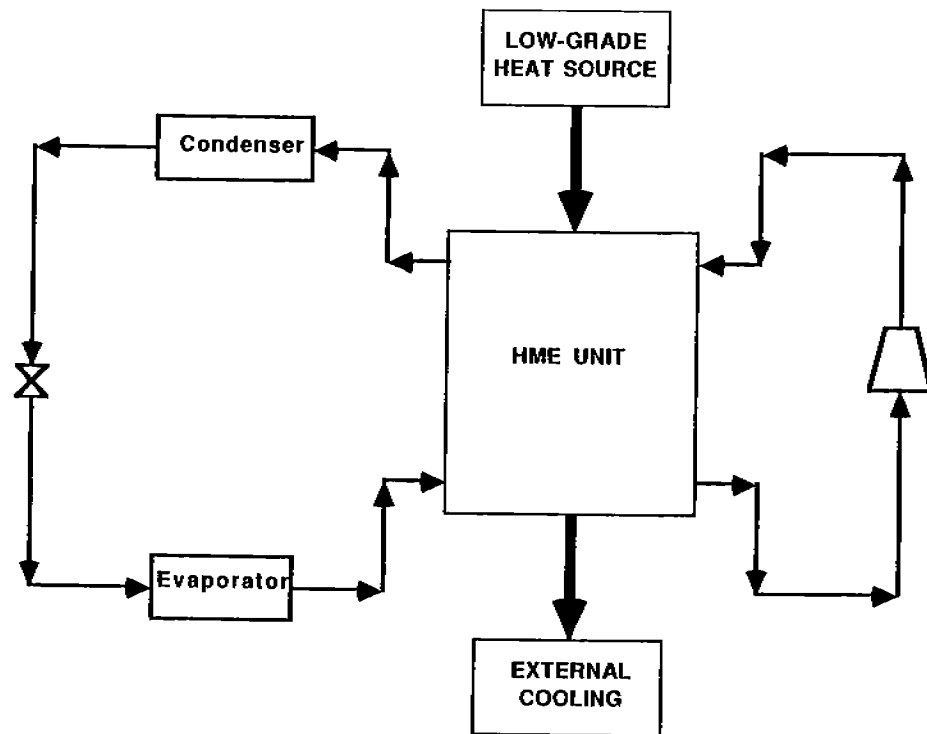 LOW-GRADE
HEAT SOURCE
Condenser
HME UNIT
Evaporator
EXTERNAL
COOLING